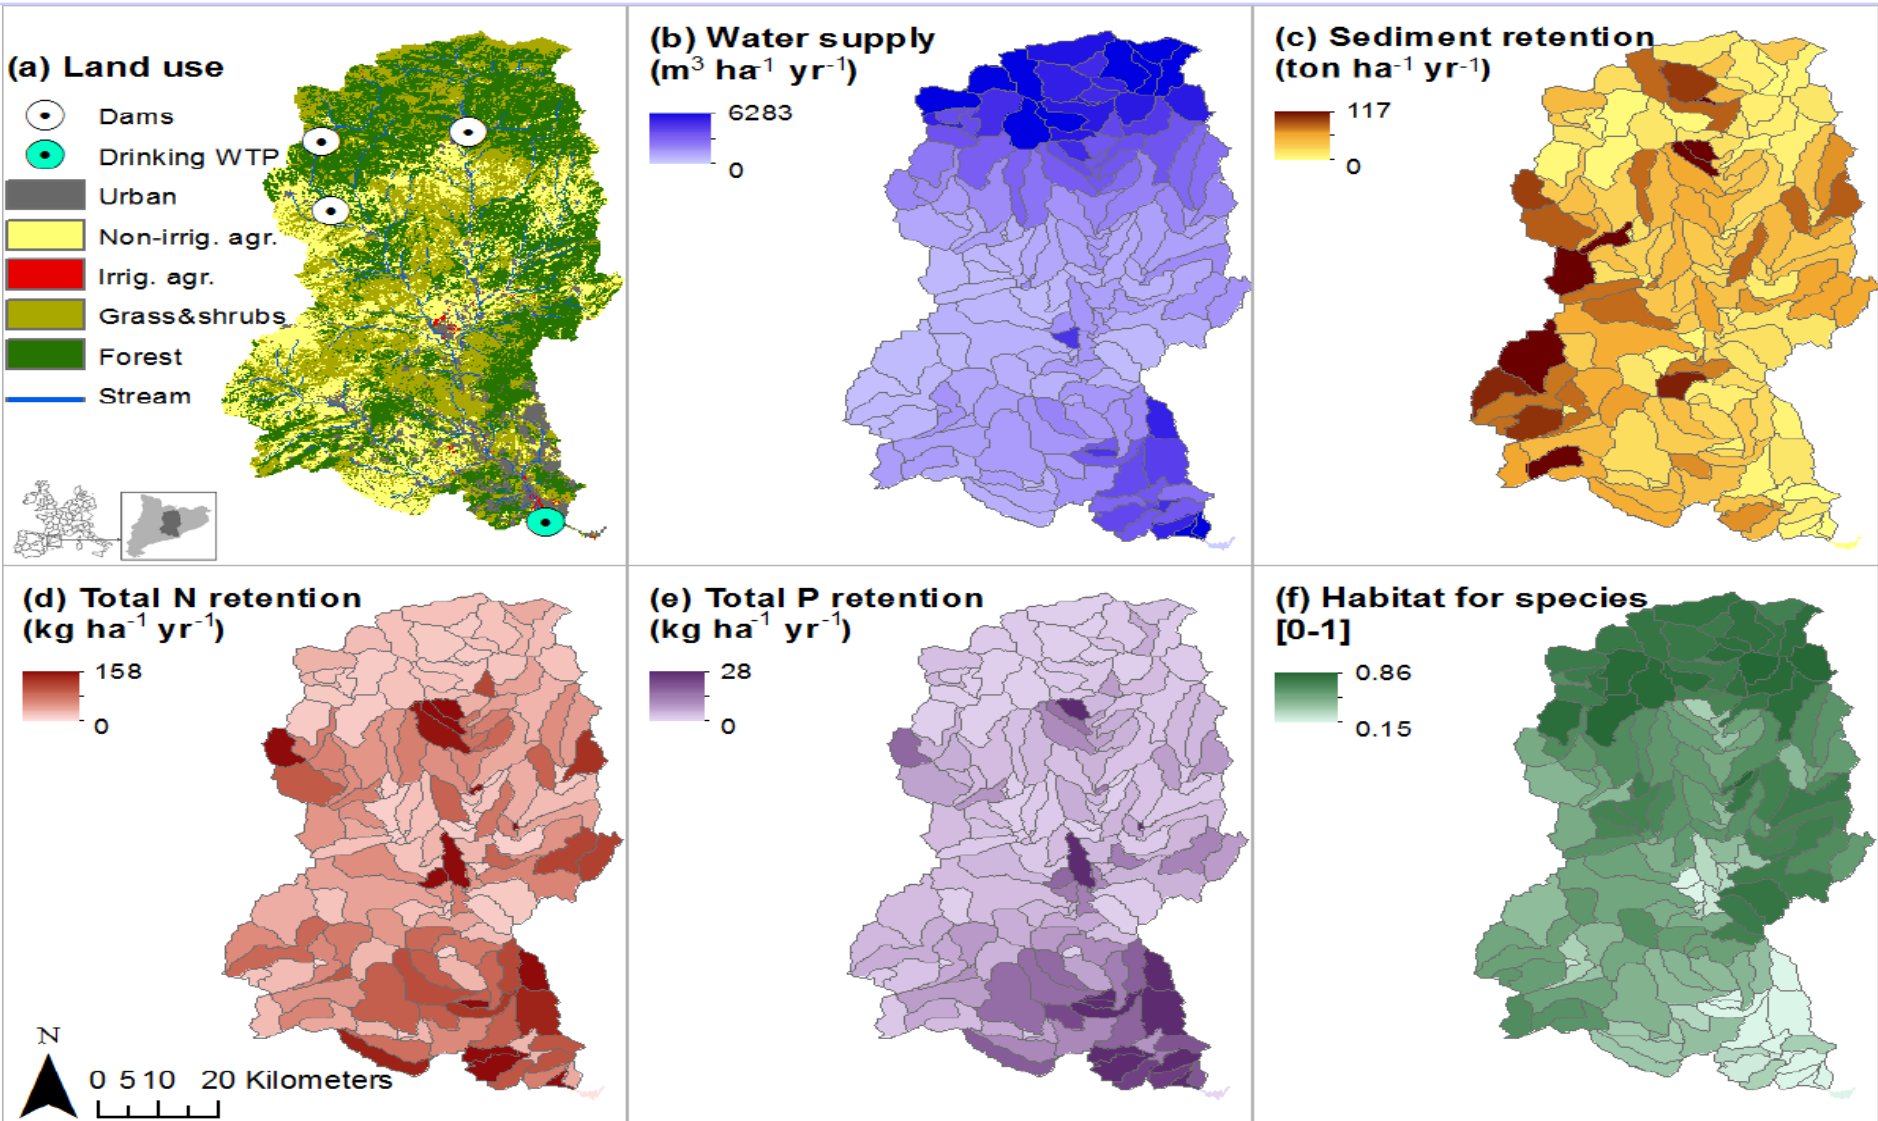 (a) Land use
Dams
Drinking WTP
Urban
Non-irrig. agr.
Irrig. agr.
Grass&shrubs
Forest
Stream
(b) Water supply
(m³ ha⁻¹ yr⁻¹)
6283
0
(c) Sediment retention
(ton ha⁻¹ yr⁻¹)
117
0
(d) Total N retention
(kg ha⁻¹ yr⁻¹)
158
0
N
0 5 10 20 Kilometers
(e) Total P retention
(kg ha⁻¹ yr⁻¹)
28
0
(f) Habitat for species
[0-1]
0.86
0.15